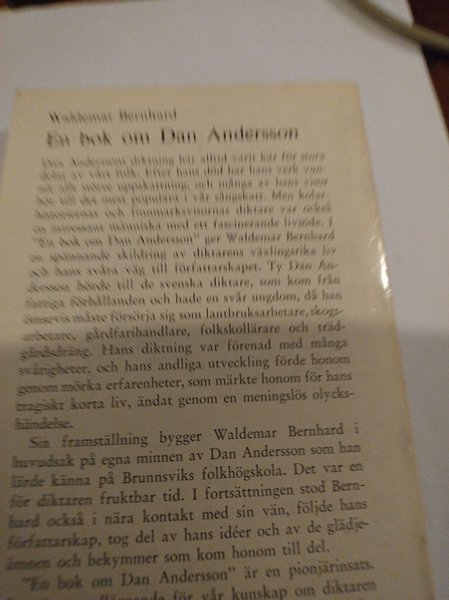 Waldemar Bernhard
En bok om Dan Andersson
Dan Anderssons diktning har alltid varit kär för stora
delar av vårt folk. Efter hans död har hans verk vun-
nit allt större uppskattning, och många av hans visor
hör till det mest populära i vår sångskatt. Men kolar-
historiernas och finnmarksvisornas diktare var också
en intressant människa med ett fascinerande livsöde. I
"En bok om Dan Andersson" ger Waldemar Bernhard
en spännande skildring av diktarens växlingsrika liv
och hans svåra väg till författarskapet. Ty Dan An-
dersson hörde till de svenska diktare, som kom från
fattiga förhållanden och hade en svår ungdom, då han
ömsevis måste försörja sig som lantbruksarbetare, skogs-
arbetare, gårdfarihandlare, folkskollärare och träd-
gårdsdräng. Hans diktning var förenad med många
svårigheter, och hans andliga utveckling förde honom
genom mörka erfarenheter, som märkte honom för hans
tragiskt korta liv, ändat genom en meningslös olycks-
händelse.
Sin framställning bygger Waldemar Bernhard i
huvudsak på egna minnen av Dan Andersson som han
lärde känna på Brunnsviks folkhögskola. Det var en
för diktaren fruktbar tid. I fortsättningen stod Bern-
hard också i nära kontakt med sin vän, följde hans
författarskap, tog del av hans idéer och av de glädje-
ämnen och bekymmer som kom honom till del.
"En bok om Dan Andersson" är en pionjärinsats.
för vår kunskap om diktaren